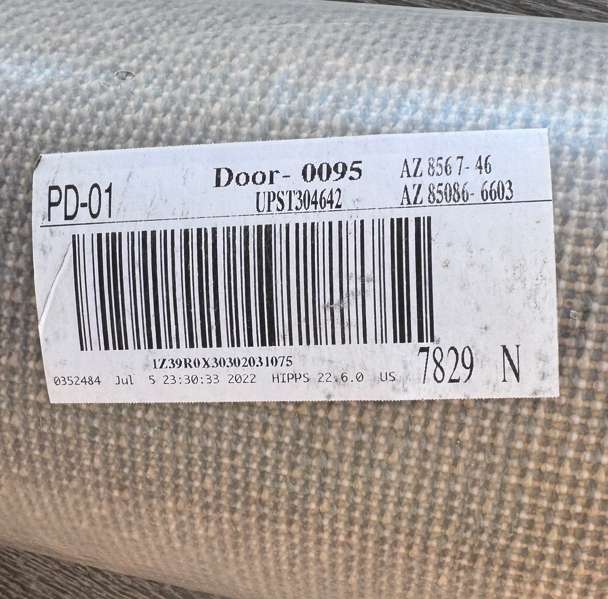 Door- 0095 AZ 856 7- 46
PD-01 UPST304642 AZ 85086- 6603
1Z39R0X30302031075
0352484 Jul 5 23:30:33 2022 HIPPS 22.6.0 US 7829 N